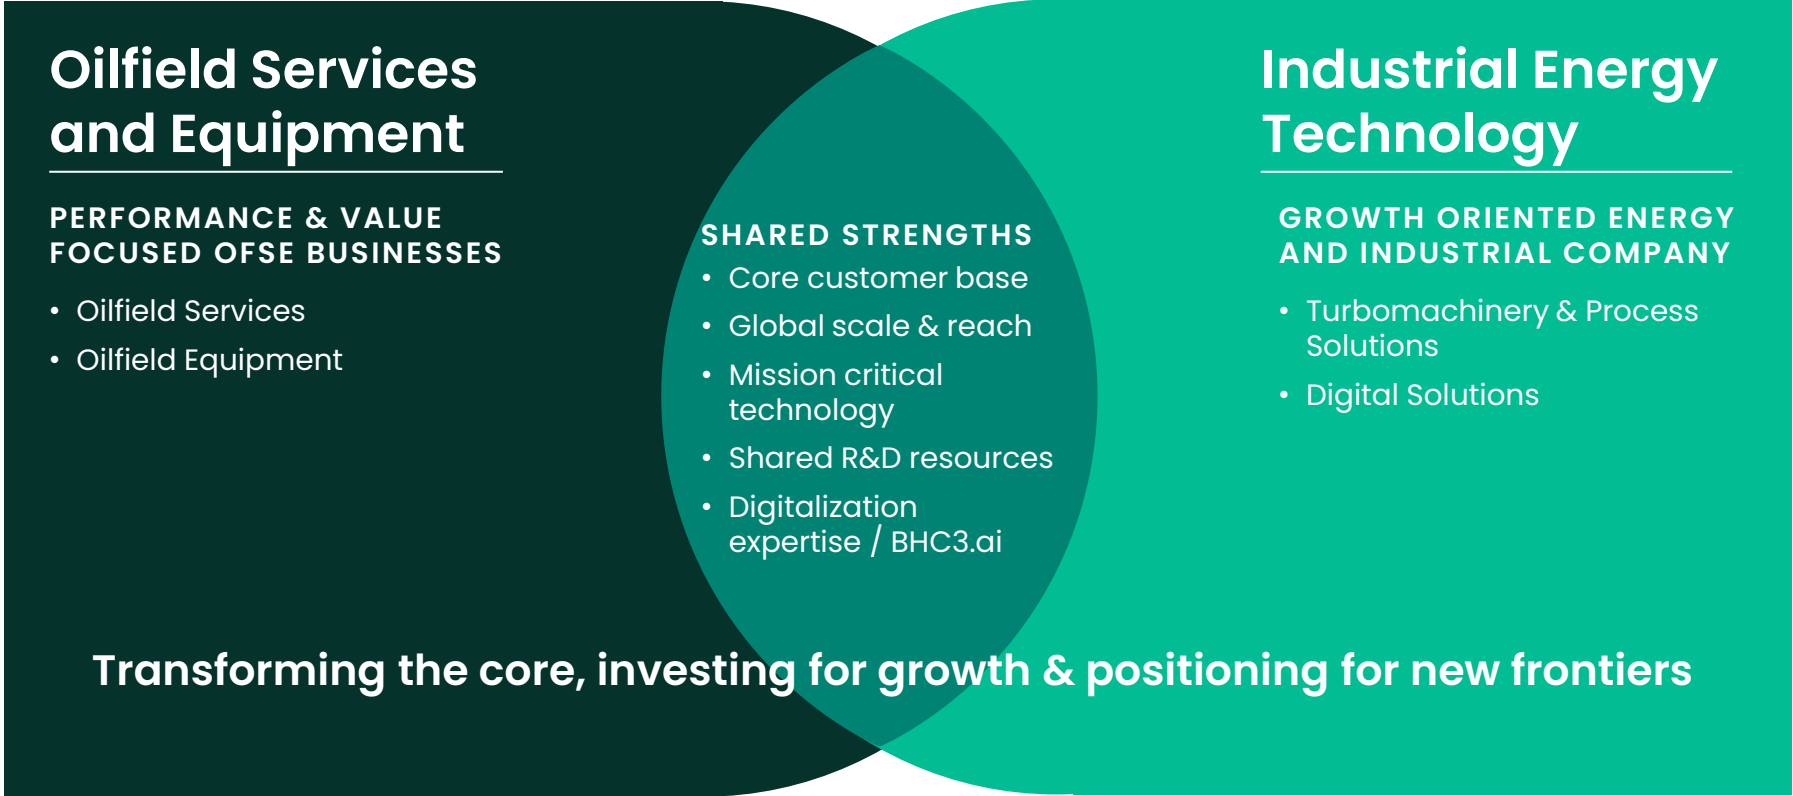 Oilfield Services
and Equipment
PERFORMANCE & VALUE
FOCUSED OFSE BUSINESSES
• Oilfield Services
• Oilfield Equipment
SHARED STRENGTHS
• Core customer base
• Global scale & reach
• Mission critical
technology
• Shared R&D resources
• Digitalization
expertise / BHC3.ai
Industrial Energy
Technology
GROWTH ORIENTED ENERGY
AND INDUSTRIAL COMPANY
• Turbomachinery & Process
Solutions
• Digital Solutions
Transforming the core, investing for growth & positioning for new frontiers